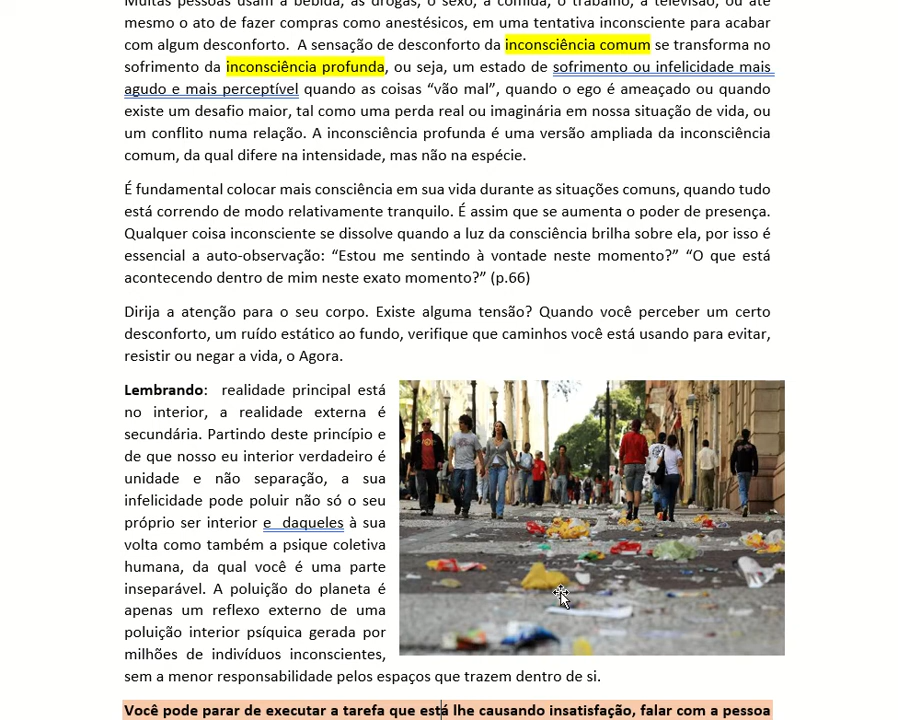 Muitas pessoas usam a bebida, as drogas, o sexo, a comida, o trabalho, a televisão, ou até
mesmo o ato de fazer compras como anestésicos, em uma tentativa inconsciente para acabar
com algum desconforto.  A sensação de desconforto da inconsciência comum se transforma no
sofrimento da inconsciência profunda, ou seja, um estado de sofrimento ou infelicidade mais
agudo e mais perceptível quando as coisas “vão mal”, quando o ego é ameaçado ou quando
existe um desafio maior, tal como uma perda real ou imaginária em nossa situação de vida, ou
um conflito numa relação. A inconsciência profunda é uma versão ampliada da inconsciência
comum, da qual difere na intensidade, mas não na espécie.
É fundamental colocar mais consciência em sua vida durante as situações comuns, quando tudo
está correndo de modo relativamente tranquilo. É assim que se aumenta o poder de presença.
Qualquer coisa inconsciente se dissolve quando a luz da consciência brilha sobre ela, por isso é
essencial a auto-observação: “Estou me sentindo à vontade neste momento?” “O que está
acontecendo dentro de mim neste exato momento?” (p.66)
Dirija a atenção para o seu corpo. Existe alguma tensão? Quando você perceber um certo
desconforto, um ruído estático ao fundo, verifique que caminhos você está usando para evitar,
resistir ou negar a vida, o Agora.
Lembrando:  realidade principal está
no interior, a realidade externa é
secundária. Partindo deste princípio e
de que nosso eu interior verdadeiro é
unidade e não separação, a sua
infelicidade pode poluir não só o seu
próprio ser interior e  daqueles à sua
volta como também a psique coletiva
humana, da qual você é uma parte
inseparável. A poluição do planeta é
apenas um reflexo externo de uma
poluição interior psíquica gerada por
milhões de indivíduos inconscientes,
sem a menor responsabilidade pelos espaços que trazem dentro de si.
Você pode parar de executar a tarefa que está lhe causando insatisfação, falar com a pessoa